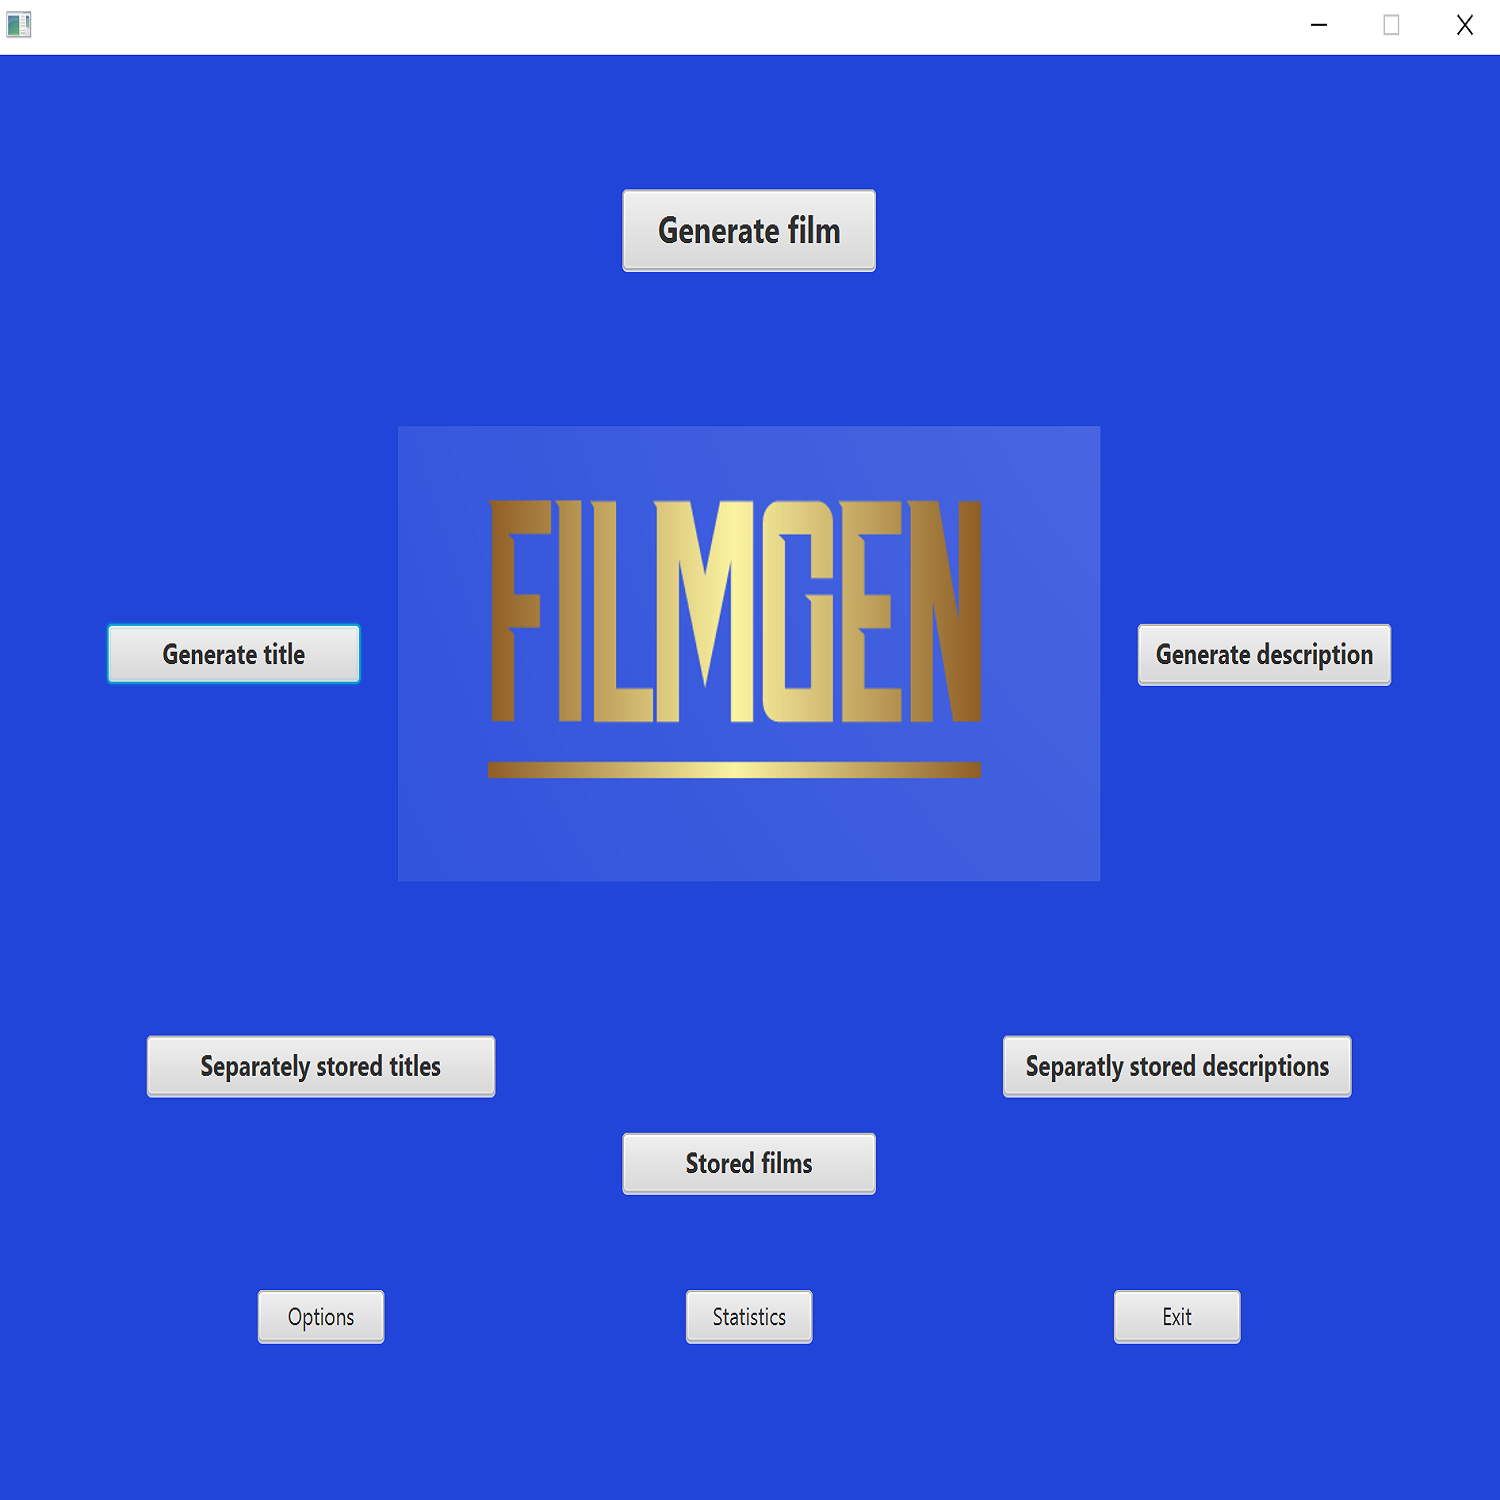 Generate film
FILMGEN
Generate title
Generate description
Separately stored titles
Separatly stored descriptions
Stored films
Options
Statistics
Exit